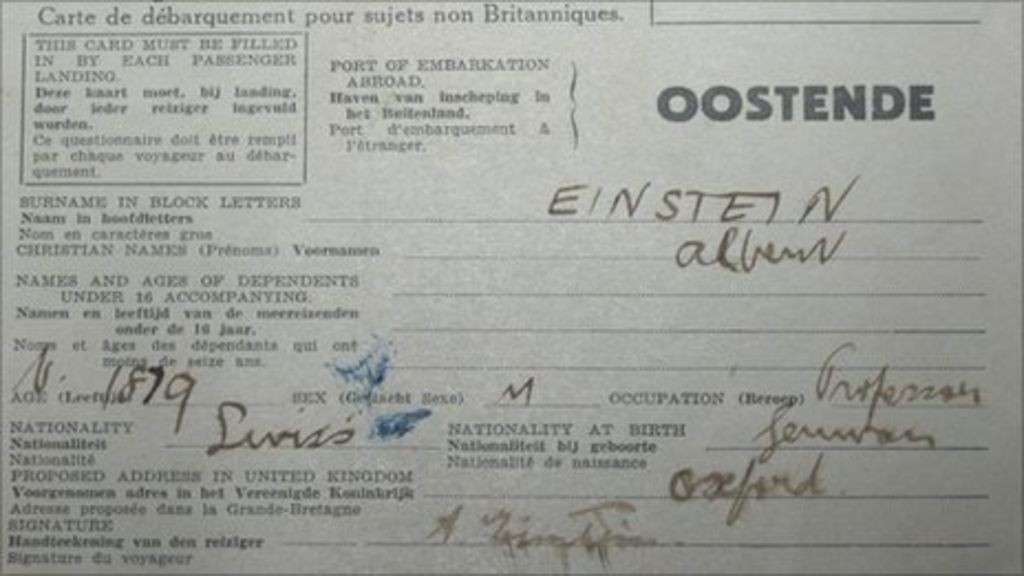 Carte de débarquement pour sujets non Britanniques.
THIS CARD MUST BE FILLED
IN BY EACH PASSENGER
LANDING.
Deze kaart moet, bij landing,
door ieder reiziger ingevuld
worden.
Ce questionnaire doit être rempli
par chaque voyageur au débar-
quement.
PORT OF EMBARKATION
ABROAD.
Haven van inscheping in
het Buitenland.
Port d'embarquement à
l'étranger.
OOSTENDE
SURNAME IN BLOCK LETTERS
Naam in hoofdletters
Nom en caractères gras
EINSTEIN
CHRISTIAN NAMES (Prénoms) Voornamen
Albert
NAMES AND AGES OF DEPENDENTS
UNDER 16 ACCOMPANYING.
Namen en leeftijd van de meereizenden
onder de 16 jaar.
Noms et âges des dépendants qui ont
moins de seize ans.
AGE (Leeftijd) 1879 SEX (Geslacht Sexe) M OCCUPATION (Beroep) Professor
NATIONALITY
Nationaliteit
Nationalité
Swiss
NATIONALITY AT BIRTH
Nationaliteit bij geboorte
Nationalité de naissance
German
PROPOSED ADDRESS IN UNITED KINGDOM
Voorgenomen adres in het Vereenigde Koninkrijk
Adresse proposée dans la Grande-Bretagne
Oxford.
SIGNATURE
Handteekening van den reiziger
Signature du voyageur
A. Einstein.